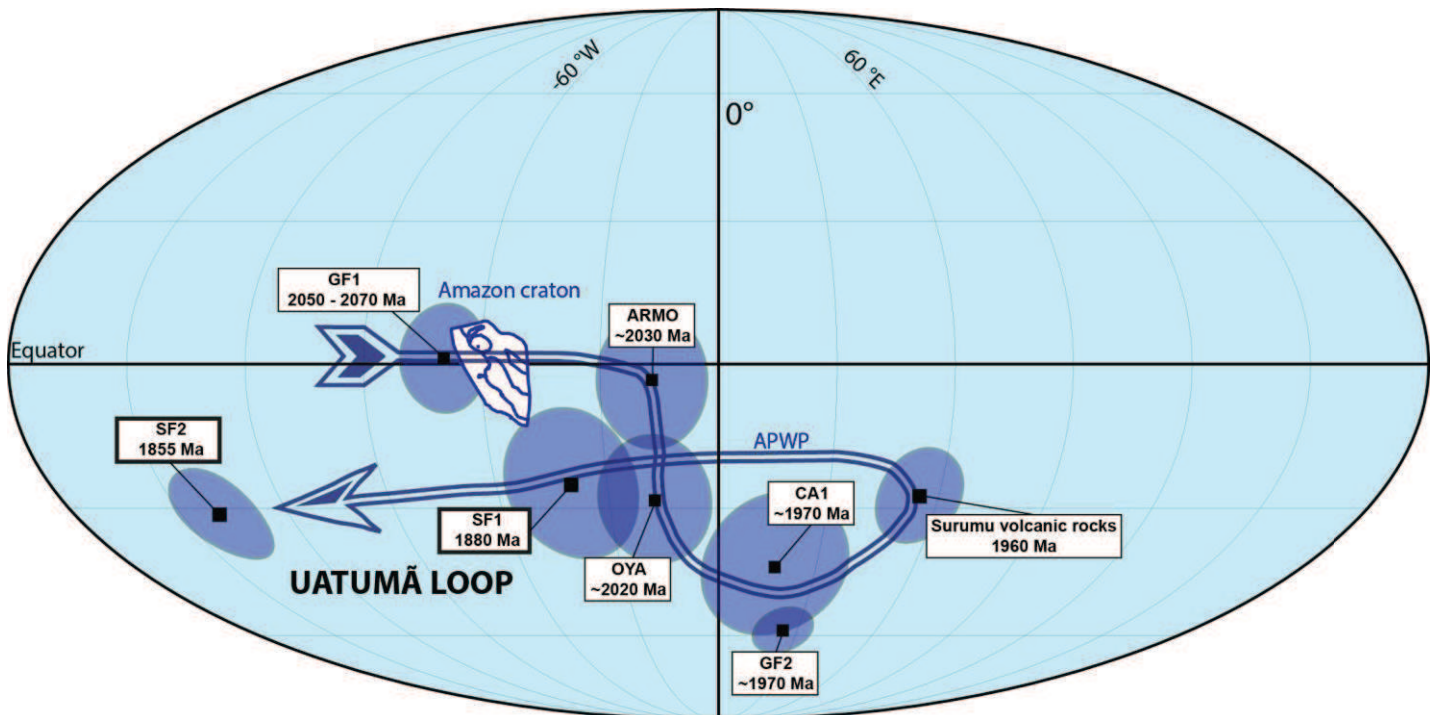 -60 °W
60 °E
0°
GF1
2050 - 2070 Ma
Amazon craton
ARMO
~2030 Ma
Equator
SF2
1855 Ma
APWP
CA1
~1970 Ma
SF1
1880 Ma
Surumu volcanic rocks
1960 Ma
OYA
~2020 Ma
UATUMÃ LOOP
GF2
~1970 Ma